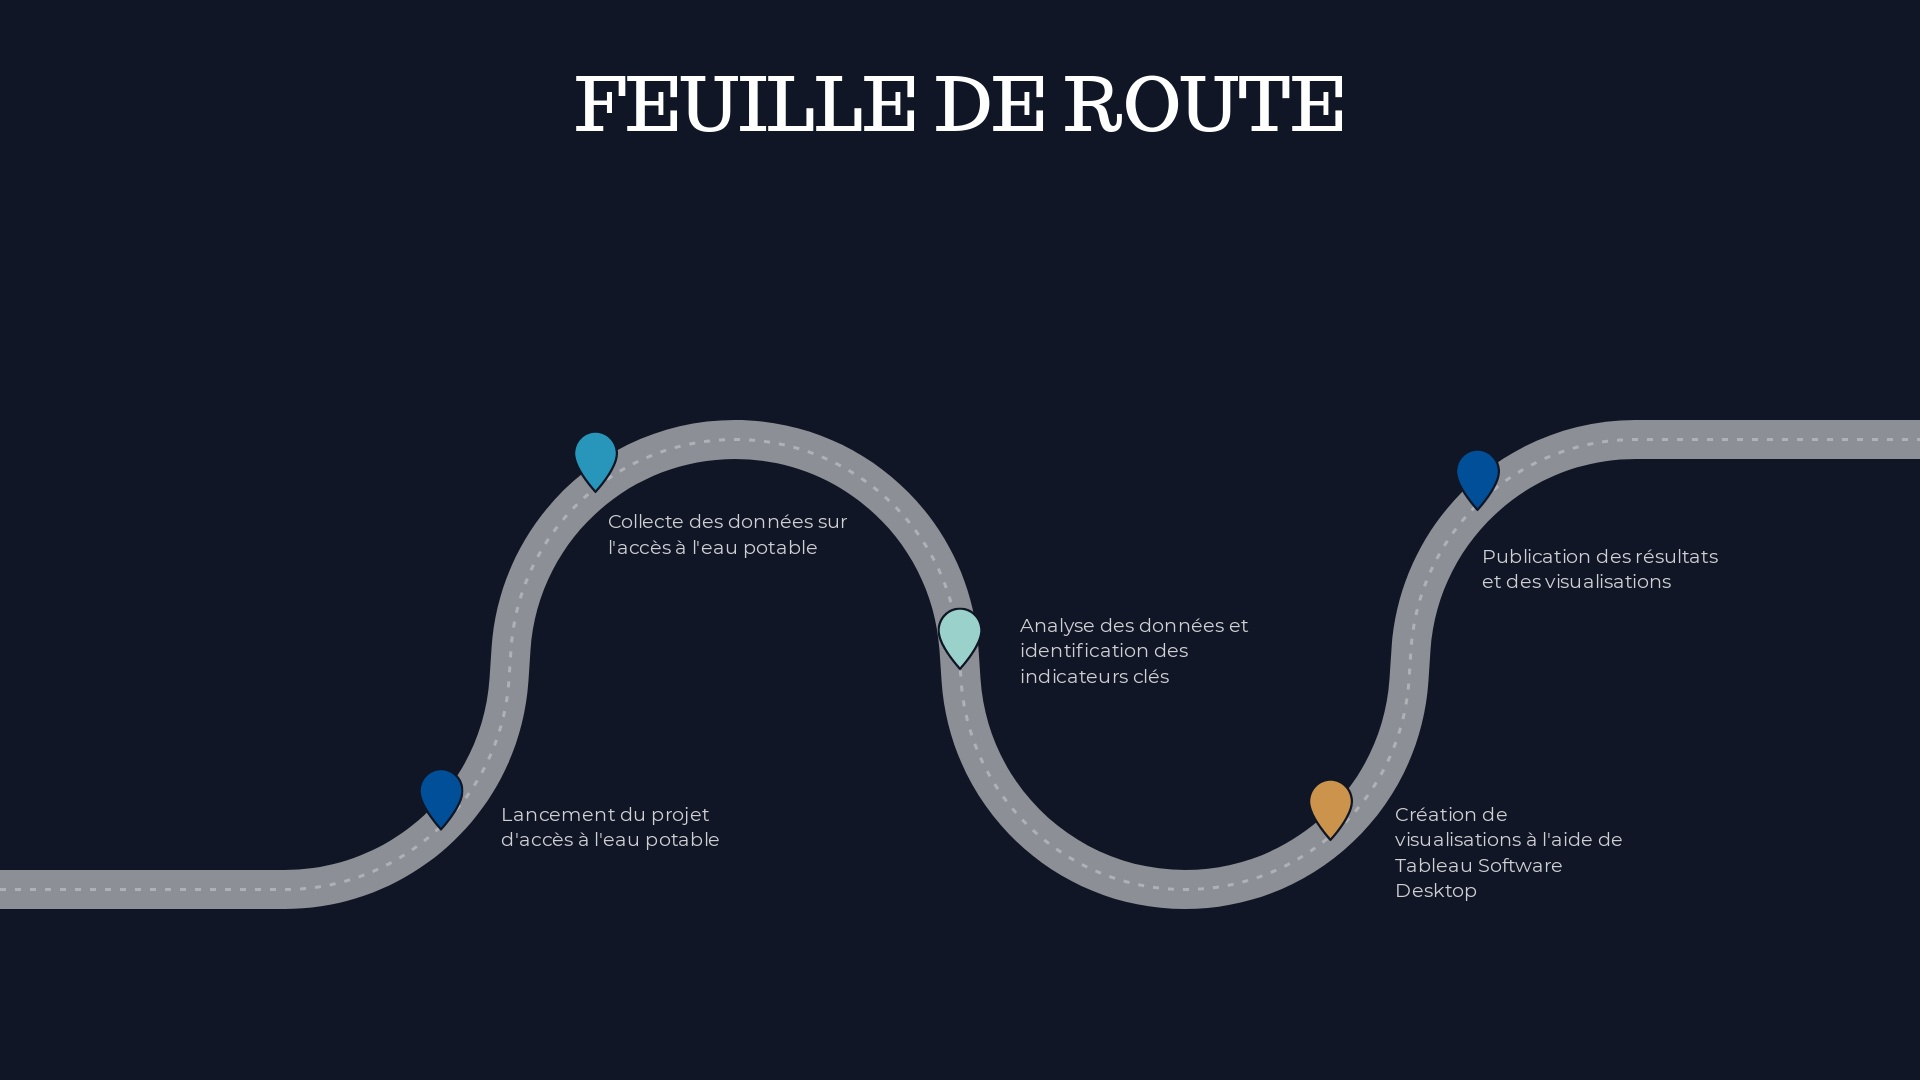 FEUILLE DE ROUTE
Lancement du projet
d'accès à l'eau potable
Collecte des données sur
l'accès à l'eau potable
Analyse des données et
identification des
indicateurs clés
Création de
visualisations à l'aide de
Tableau Software
Desktop
Publication des résultats
et des visualisations